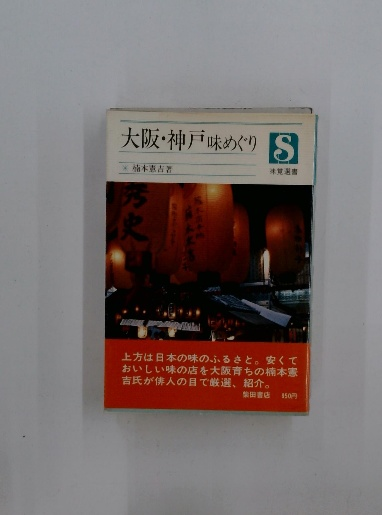 大阪・神戸味めぐり
S
味覚選書
楠本憲吉著
上方は日本の味のふるさと。安くて
おいしい味の店を大阪育ちの楠本憲
吉氏が俳人の目で厳選、紹介。
柴田書店 950円